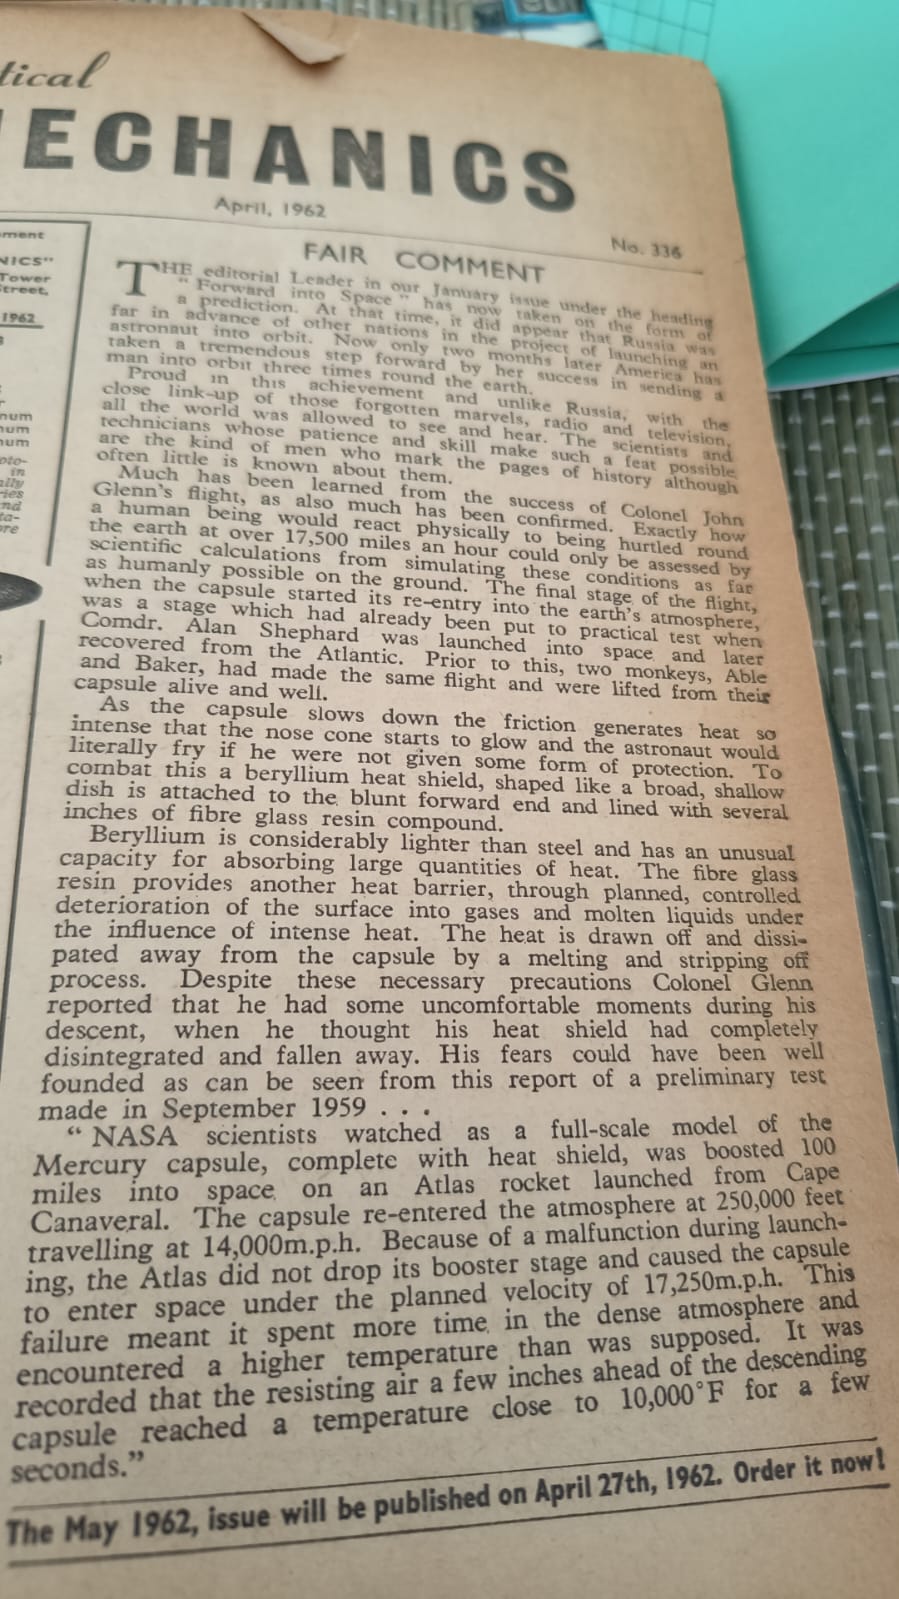 tical
ECHANICS
April, 1962
No. 336
ment
NICS"
Tower
Street,
1962
num
num
num
oto-
in
ally
ries
nd
ta-
ore
FAIR COMMENT
THE editorial Leader in our January issue under the heading
"Forward into Space" has now taken on the form of
a prediction. At that time, it did appear that Russia was
far in advance of other nations in the project of launching an
astronaut into orbit. Now only two months later America has
taken a tremendous step forward by her success in sending a
man into orbit three times round the earth.
Proud in this achievement and unlike Russia, with the
close link-up of those forgotten marvels, radio and television,
all the world was allowed to see and hear. The scientists and
technicians whose patience and skill make such a feat possible
are the kind of men who mark the pages of history although
often little is known about them.
Much has been learned from the success of Colonel John
Glenn's flight, as also much has been confirmed. Exactly how
a human being would react physically to being hurtled round
the earth at over 17,500 miles an hour could only be assessed by
scientific calculations from simulating these conditions as far
as humanly possible on the ground. The final stage of the flight,
when the capsule started its re-entry into the earth's atmosphere,
was a stage which had already been put to practical test when
Comdr. Alan Shephard was launched into space and later
recovered from the Atlantic. Prior to this, two monkeys, Able
and Baker, had made the same flight and were lifted from their
capsule alive and well.
As the capsule slows down the friction generates heat so
intense that the nose cone starts to glow and the astronaut would
literally fry if he were not given some form of protection. To
combat this a beryllium heat shield, shaped like a broad, shallow
dish is attached to the blunt forward end and lined with several
inches of fibre glass resin compound.
Beryllium is considerably lighter than steel and has an unusual
capacity for absorbing large quantities of heat. The fibre glass
resin provides another heat barrier, through planned, controlled
deterioration of the surface into gases and molten liquids under
the influence of intense heat. The heat is drawn off and dissi-
pated away from the capsule by a melting and stripping off
process. Despite these necessary precautions Colonel Glenn
reported that he had some uncomfortable moments during his
descent, when he thought his heat shield had completely
disintegrated and fallen away. His fears could have been well
founded as can be seen from this report of a preliminary test
made in September 1959 . . .
"NASA scientists watched as a full-scale model of the
Mercury capsule, complete with heat shield, was boosted 100
miles into space on an Atlas rocket launched from Cape
Canaveral. The capsule re-entered the atmosphere at 250,000 feet
travelling at 14,000m.p.h. Because of a malfunction during launch-
ing, the Atlas did not drop its booster stage and caused the capsule
to enter space under the planned velocity of 17,250m.p.h. This
failure meant it spent more time in the dense atmosphere and
encountered a higher temperature than was supposed. It was
recorded that the resisting air a few inches ahead of the descending
capsule reached a temperature close to 10,000°F for a few
seconds."
The May 1962, issue will be published on April 27th, 1962. Order it now!